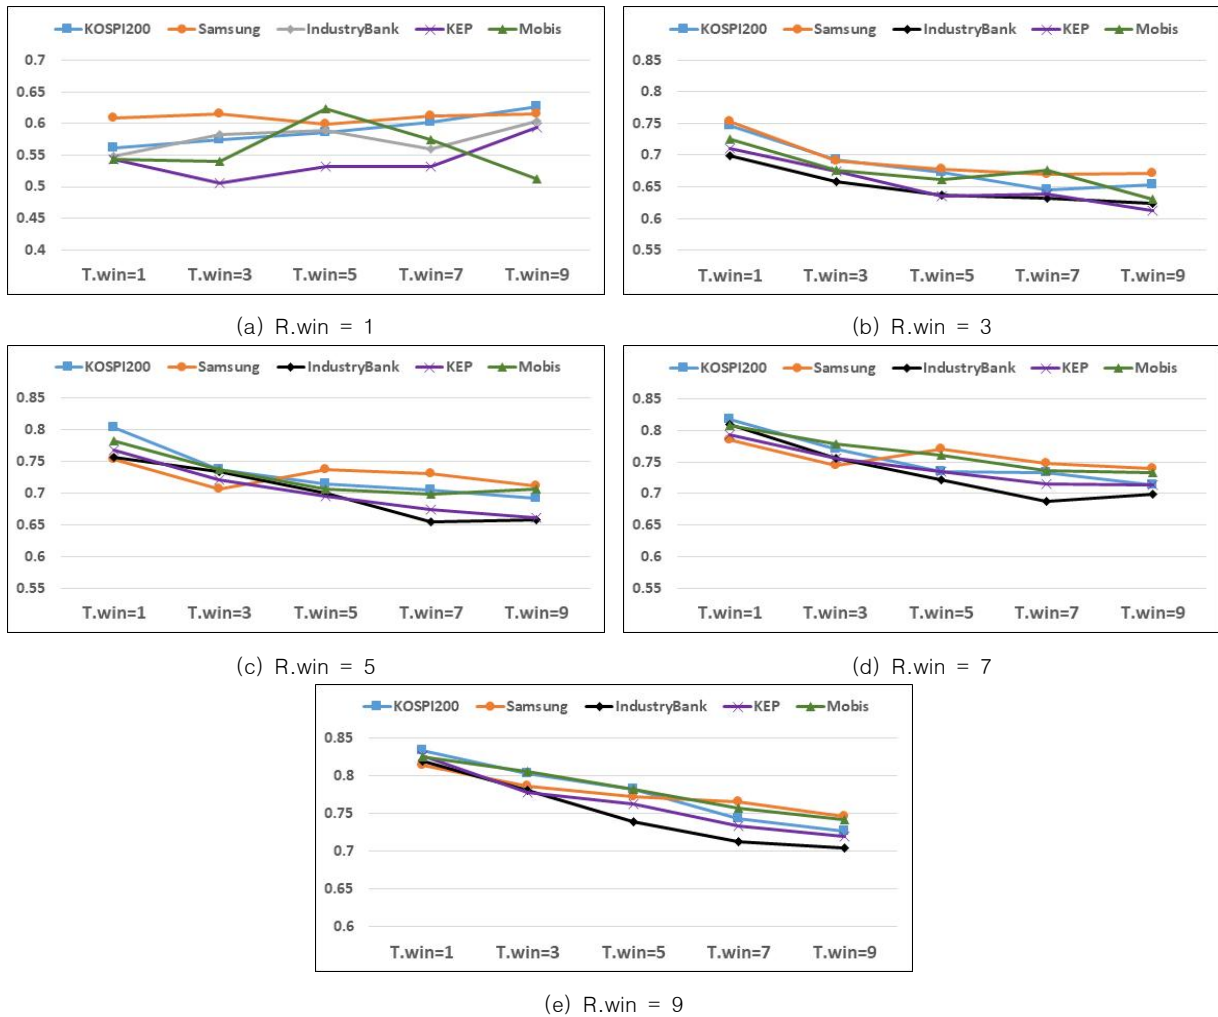 KOSPI200 Samsung IndustryBank KEP Mobis
0.7
0.65
0.6
0.55
0.5
0.45
0.4
T.win=1 T.win=3 T.win=5 T.win=7 T.win=9
(a) R.win = 1
KOSPI200 Samsung IndustryBank KEP Mobis
0.85
0.8
0.75
0.7
0.65
0.6
0.55
T.win=1 T.win=3 T.win=5 T.win=7 T.win=9
(b) R.win = 3
KOSPI200 Samsung IndustryBank KEP Mobis
0.85
0.8
0.75
0.7
0.65
0.6
0.55
T.win=1 T.win=3 T.win=5 T.win=7 T.win=9
(c) R.win = 5
KOSPI200 Samsung IndustryBank KEP Mobis
0.85
0.8
0.75
0.7
0.65
0.6
0.55
T.win=1 T.win=3 T.win=5 T.win=7 T.win=9
(d) R.win = 7
KOSPI200 Samsung IndustryBank KEP Mobis
0.85
0.8
0.75
0.7
0.65
0.6
T.win=1 T.win=3 T.win=5 T.win=7 T.win=9
(e) R.win = 9